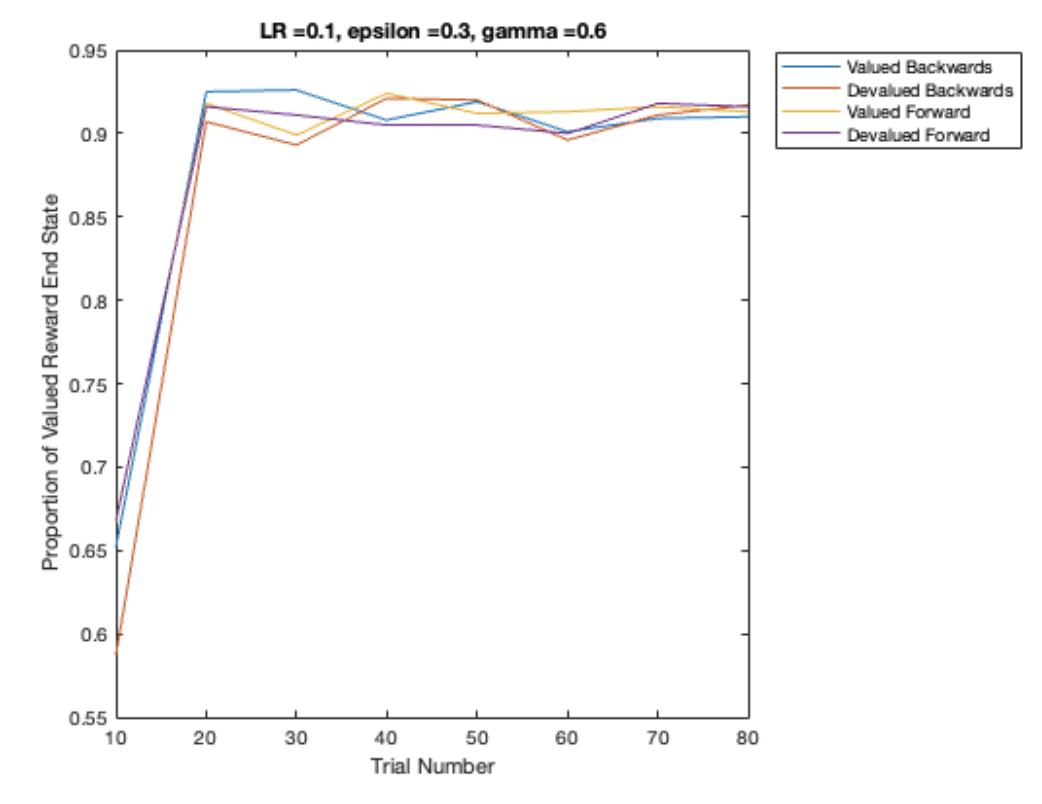 LR =0.1, epsilon =0.3, gamma =0.6
Valued Backwards
Devalued Backwards
Valued Forward
Devalued Forward
Proportion of Valued Reward End State
0.95
0.9
0.85
0.8
0.75
0.7
0.65
0.6
0.55
10 20 30 40 50 60 70 80
Trial Number